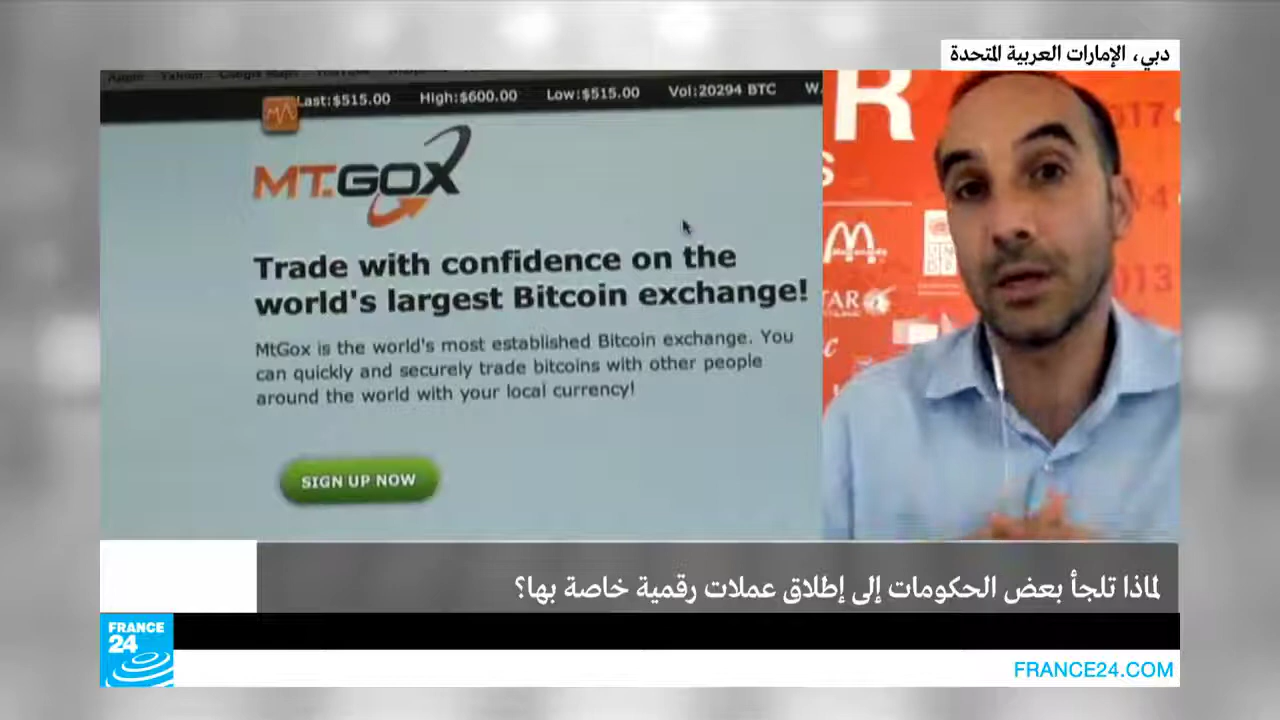 دبي، الإمارات العربية المتحدة
Last:$515.00 High:$600.00 Low:$515.00 Vol:20294 BTC W.
MT.GOX
Trade with confidence on the
world's largest Bitcoin exchange!
MtGox is the world's most established Bitcoin exchange. You
can quickly and securely trade bitcoins with other people
around the world with your local currency!
SIGN UP NOW
R
S
2017
2013
لماذا تلجأ بعض الحكومات إلى إطلاق عملات رقمية خاصة بها؟
FRANCE
24
FRANCE24.COM